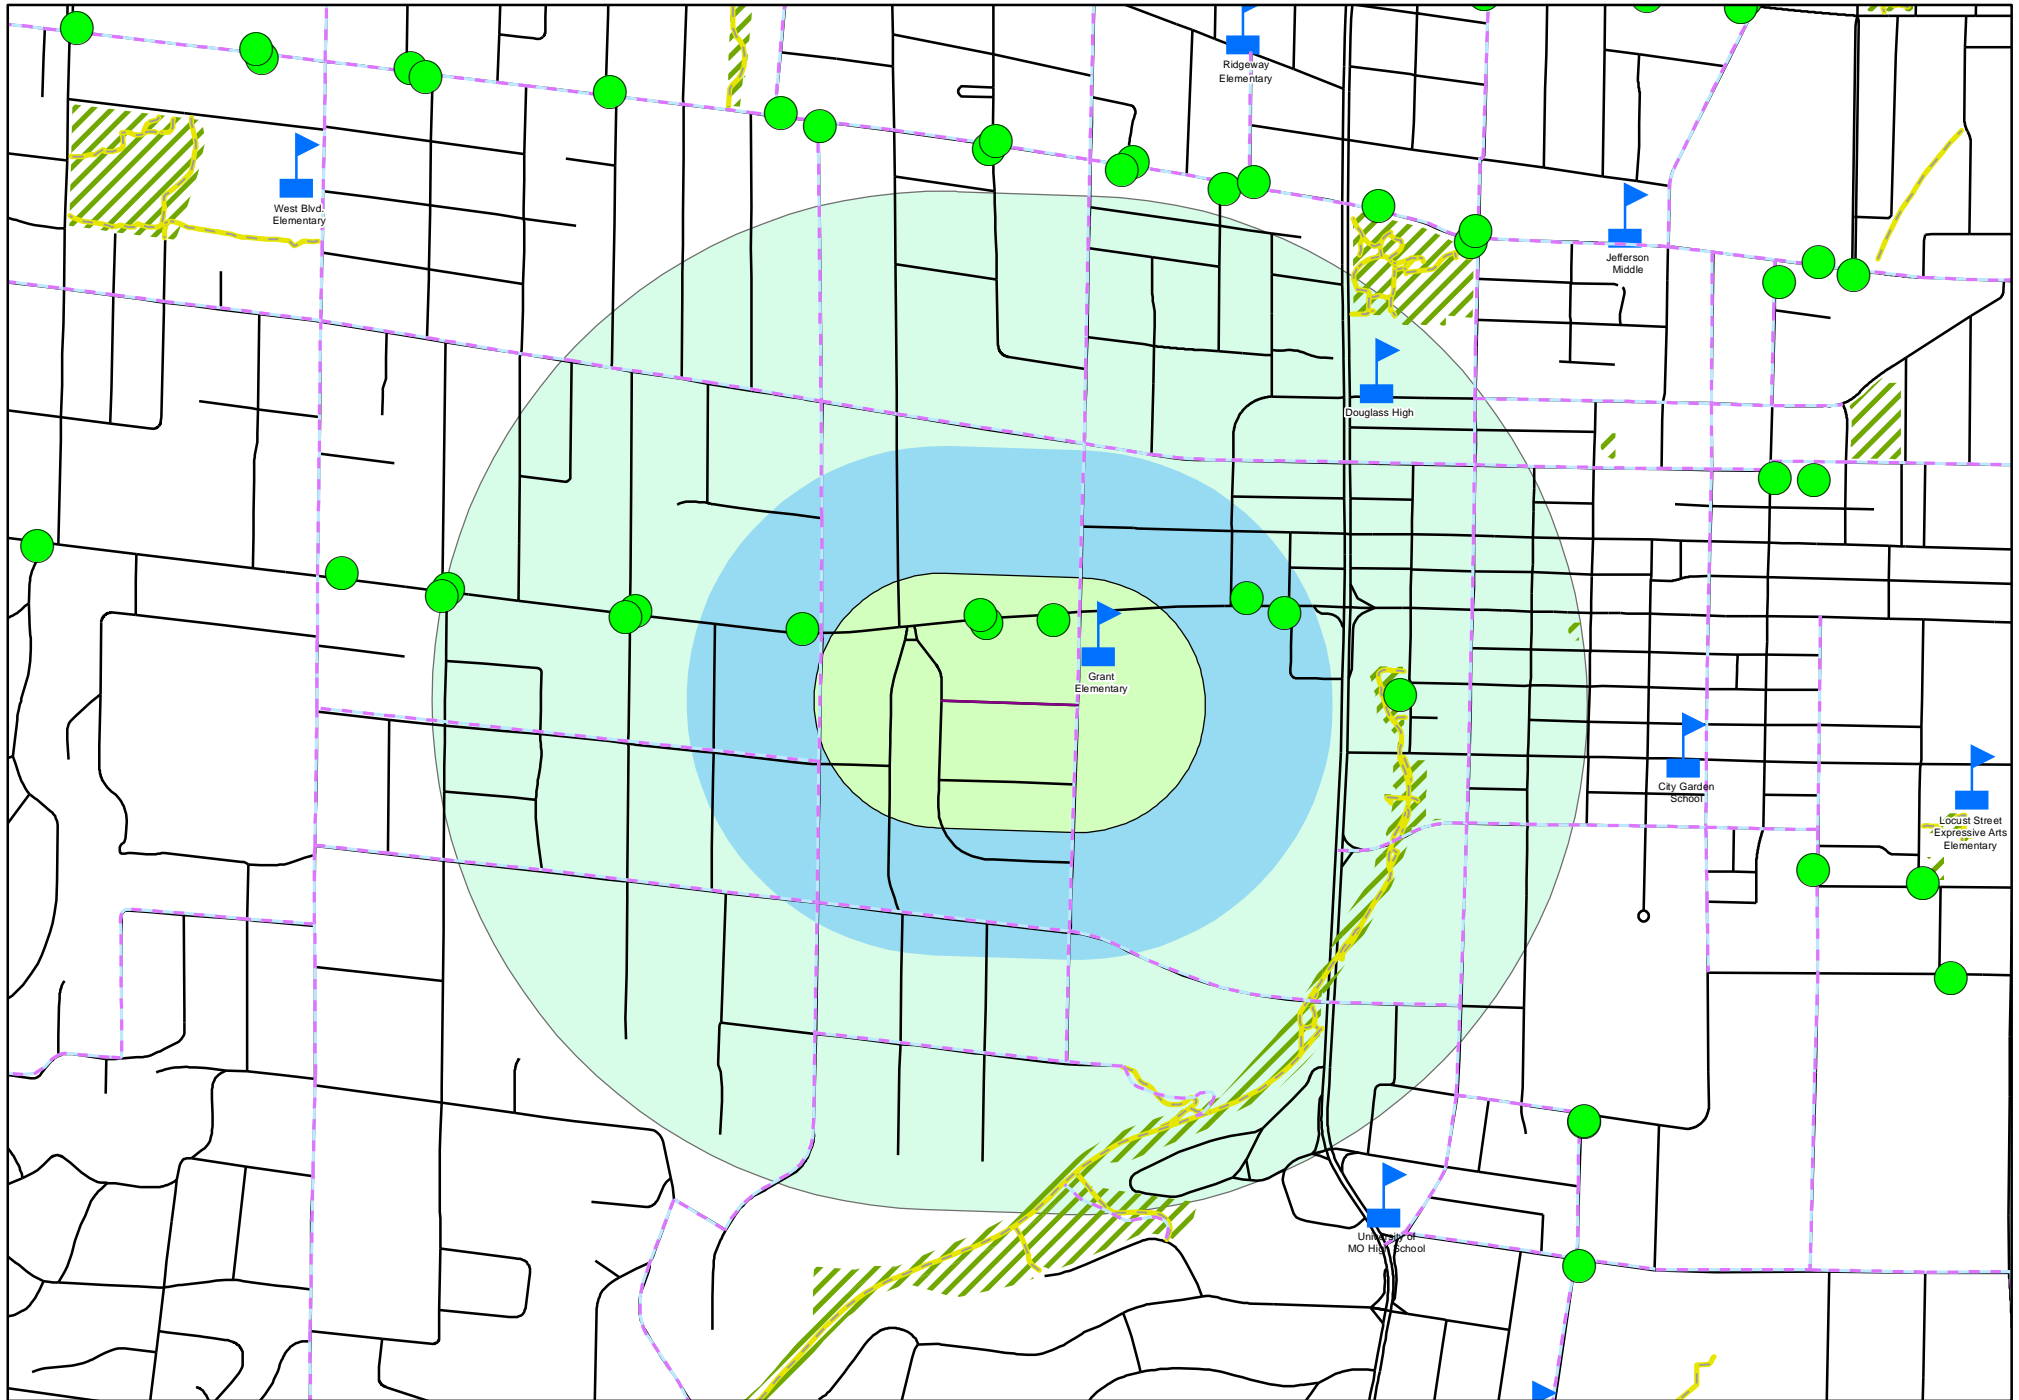 Ridgeway
Elementary
West Blvd.
Elementary
Jefferson
Middle
Douglass High
Grant
Elementary
City Garden
School
Locust Street
Expressive Arts
Elementary
University of
MO High School